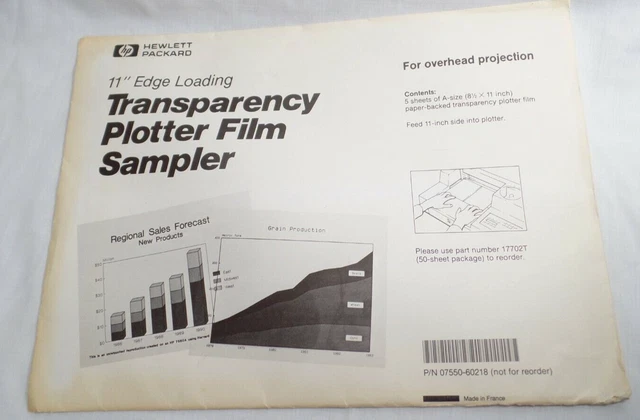 hp HEWLETT
PACKARD
11" Edge Loading
Transparency
Plotter Film
Sampler
For overhead projection
Contents:
5 sheets of A-size (8½ × 11 inch)
paper-backed transparency plotter film
Feed 11-inch side into plotter.
Please use part number 17702T
(50-sheet package) to reorder.
Regional Sales Forecast
New Products
Grain Production
P/N 07550-60218 (not for reorder)
Made in France